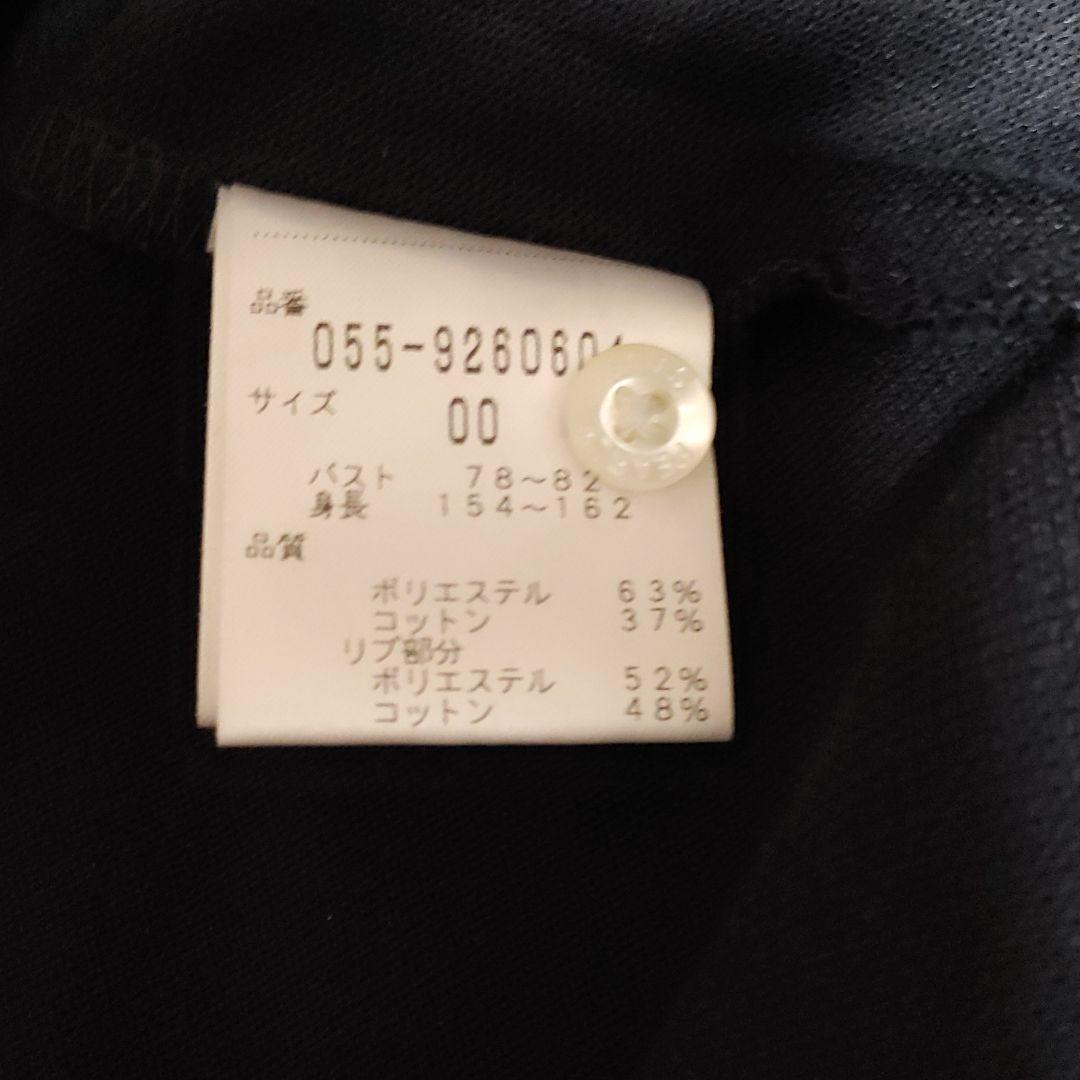 品番
055-9260604
サイズ
00
バスト 78~82
身長 154~162
品質
ポリエステル 63%
コットン 37%
リブ部分
ポリエステル 52%
コットン 48%